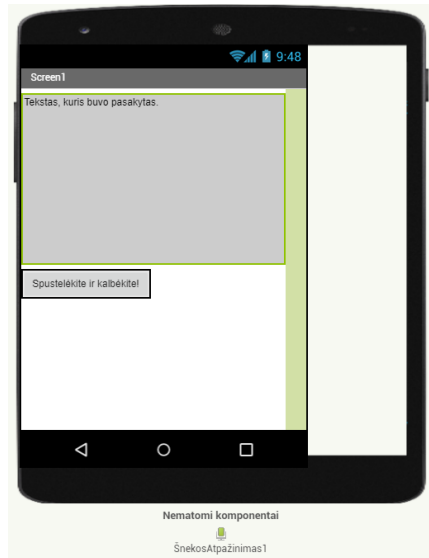 9:48
Screen1
Tekstas, kuris buvo pasakytas.
Spustelėkite ir kalbėkite!
Nematomi komponentai
ŠnekosAtpažinimas1